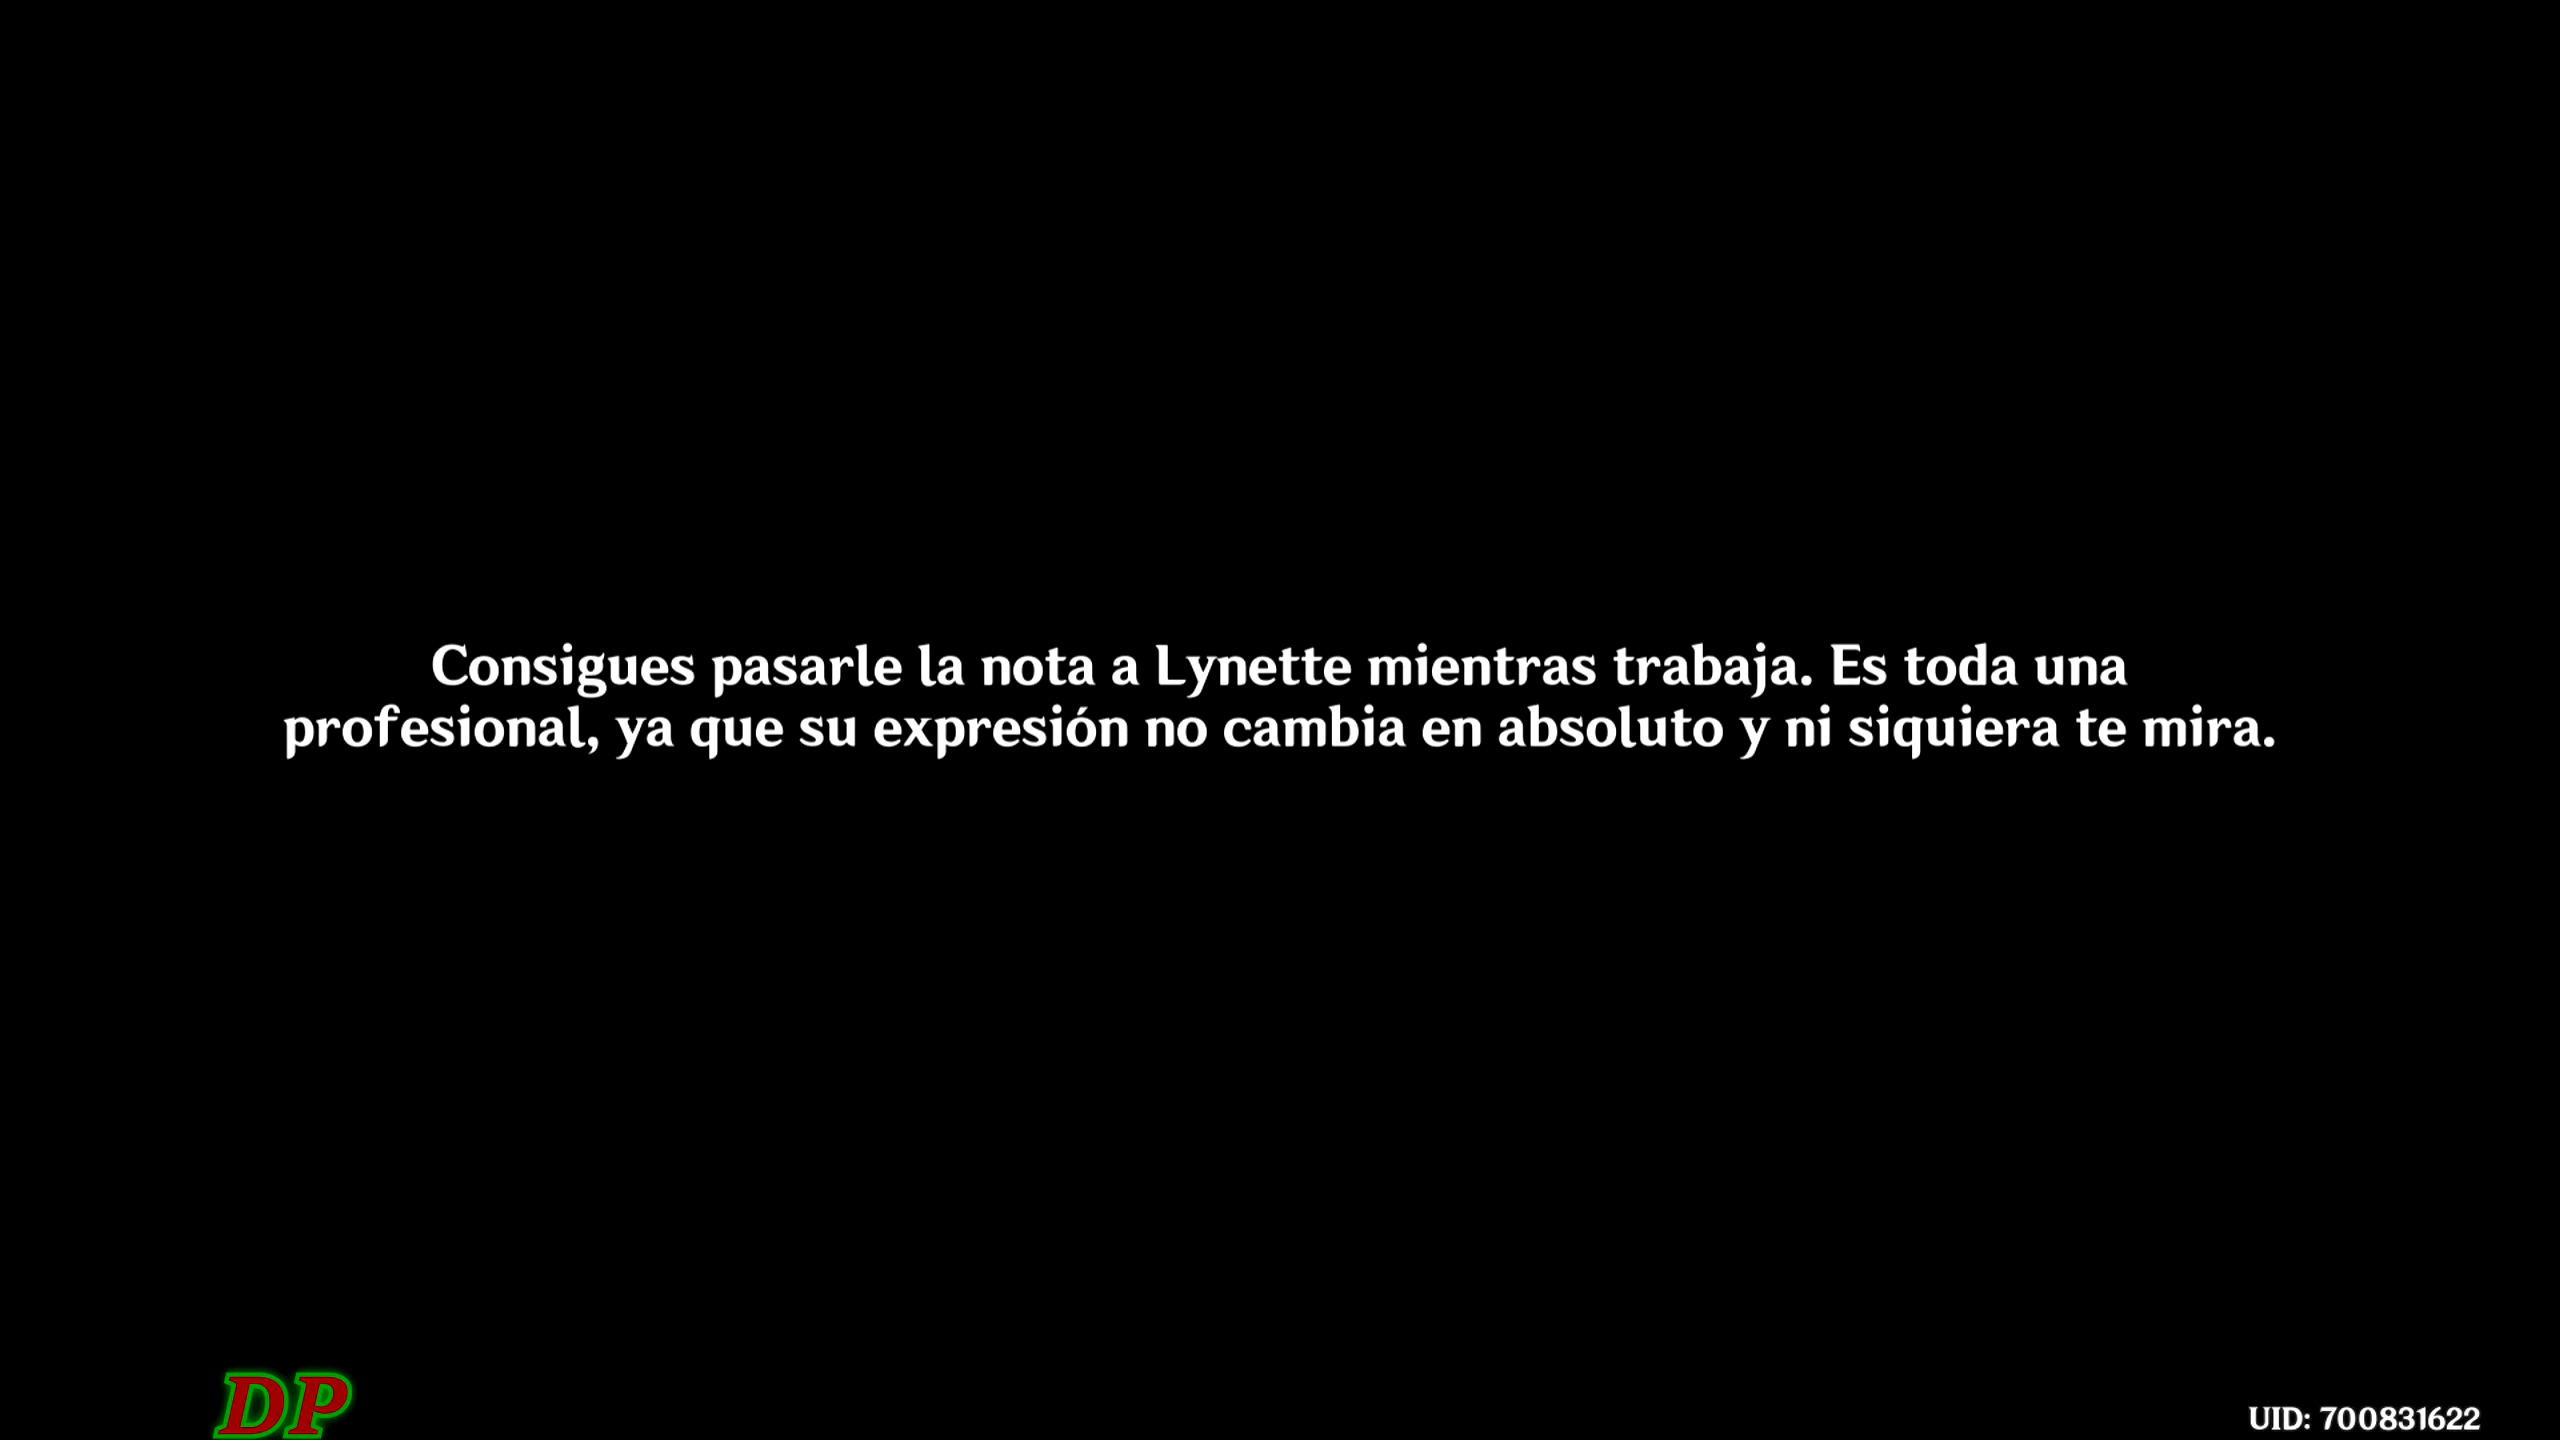 Consigues pasarle la nota a Lynette mientras trabaja. Es toda una
profesional, ya que su expresión no cambia en absoluto y ni siquiera te mira.
DP
UID: 700831622